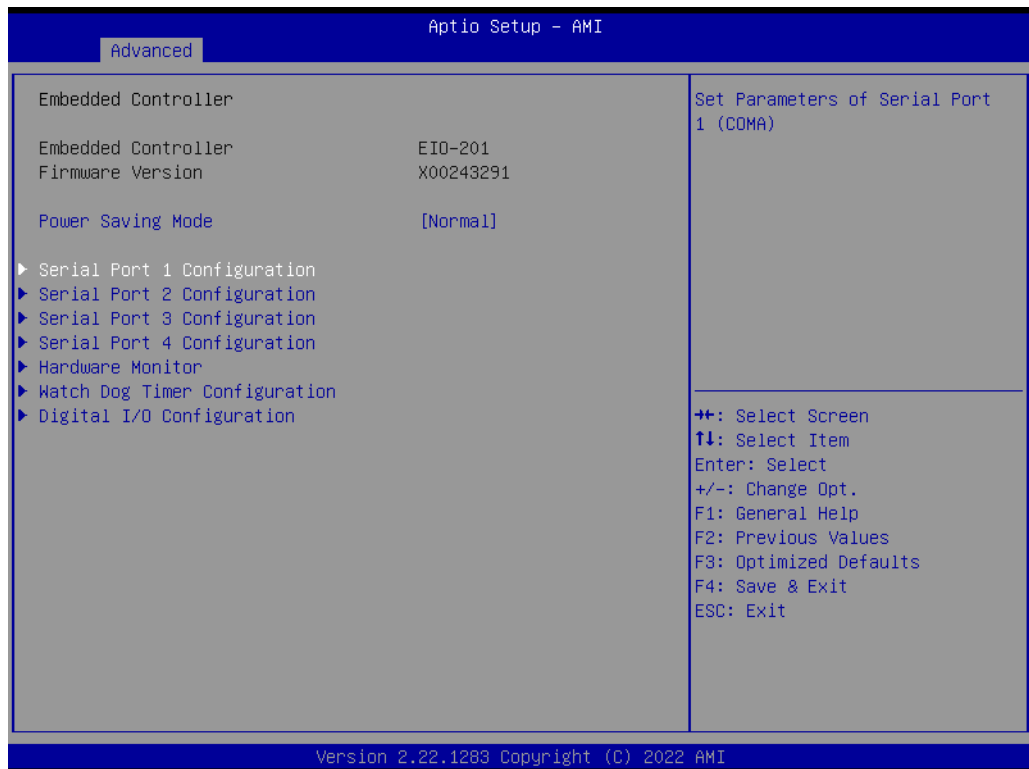 Aptio Setup – AMI
Advanced
Embedded Controller
Embedded Controller EIO-201
Firmware Version X00243291
Power Saving Mode [Normal]
▶ Serial Port 1 Configuration
▶ Serial Port 2 Configuration
▶ Serial Port 3 Configuration
▶ Serial Port 4 Configuration
▶ Hardware Monitor
▶ Watch Dog Timer Configuration
▶ Digital I/O Configuration
Set Parameters of Serial Port
1 (COMA)
→←: Select Screen
↑↓: Select Item
Enter: Select
+/-: Change Opt.
F1: General Help
F2: Previous Values
F3: Optimized Defaults
F4: Save & Exit
ESC: Exit
Version 2.22.1283 Copyright (C) 2022 AMI